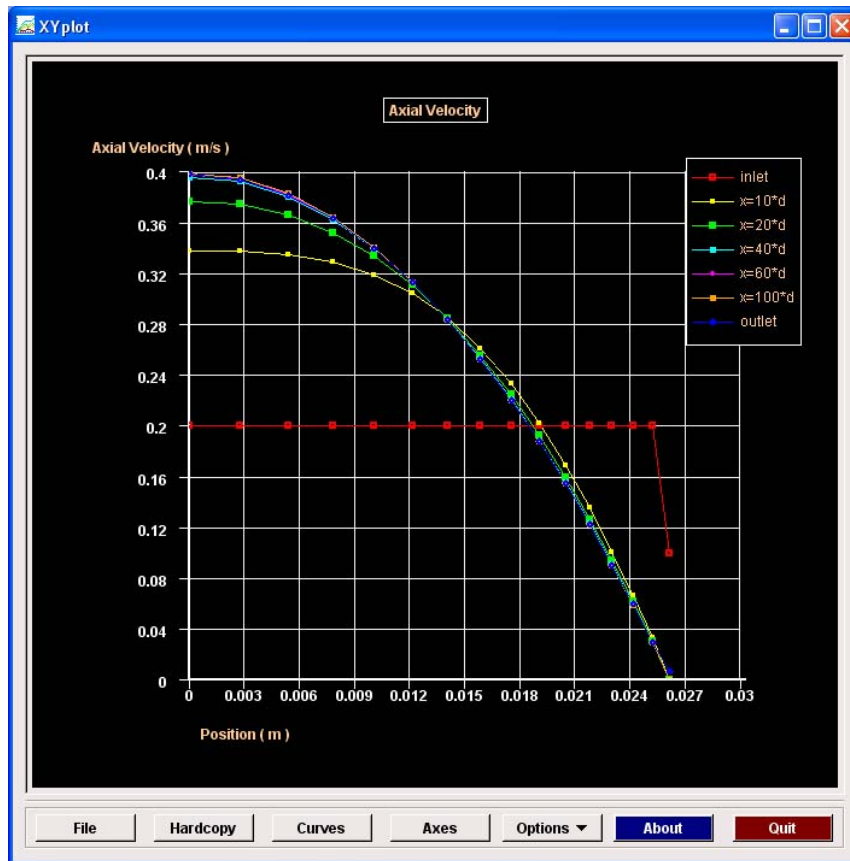 XYplot
Axial Velocity
Axial Velocity ( m/s )
inlet
x=10*d
x=20*d
x=40*d
x=60*d
x=100*d
outlet
0.4
0.36
0.32
0.28
0.24
0.2
0.16
0.12
0.08
0.04
0
0 0.003 0.006 0.009 0.012 0.015 0.018 0.021 0.024 0.027 0.03
Position ( m )
File Hardcopy Curves Axes Options About Quit